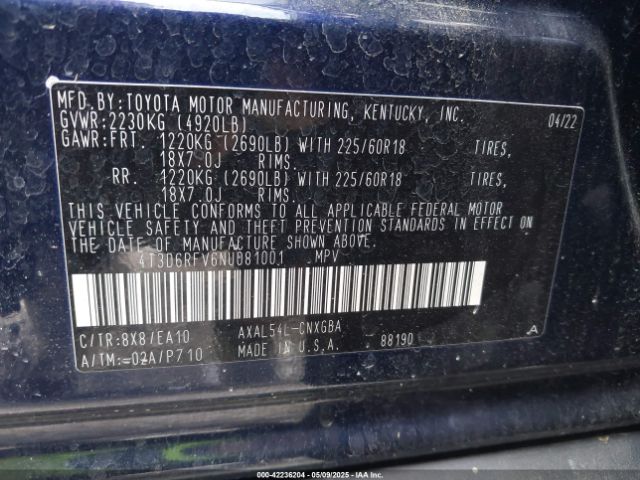 MFD.BY:TOYOTA MOTOR MANUFACTURING, KENTUCKY, INC. 04/22
GVWR:2230KG (4920LB)
GAWR:FRT. 1220KG (2690LB) WITH 225/60R18 TIRES,
18X7.0J RIMS.
RR. 1220KG (2690LB) WITH 225/60R18 TIRES,
18X7.0J RIMS.
THIS VEHICLE CONFORMS TO ALL APPLICABLE FEDERAL MOTOR
VEHICLE SAFETY AND THEFT PREVENTION STANDARDS IN EFFECT
ON THE DATE OF MANUFACTURE SHOWN ABOVE.
4T3D6RFV6NU081001 MPV
C/TR:8X8/EA10 AXAL54L-CNXGBA A
A/TM:-02A/P710 MADE IN U.S.A. 88190
000-42236204 - 05/09/2025 - IAA Inc.